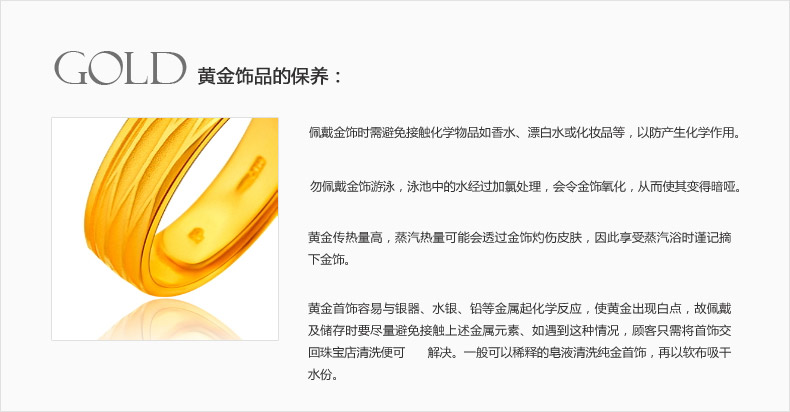 GOLD 黄金饰品的保养：
佩戴金饰时需避免接触化学物品如香水、漂白水或化妆品等，以防产生化学作用。
勿佩戴金饰游泳，泳池中的水经过加氯处理，会令金饰氧化，从而使其变得暗哑。
黄金传热量高，蒸汽热量可能会透过金饰灼伤皮肤，因此享受蒸汽浴时谨记摘
下金饰。
黄金首饰容易与银器、水银、铅等金属起化学反应，使黄金出现白点，故佩戴
及储存时要尽量避免接触上述金属元素、如遇到这种情况，顾客只需将首饰交
回珠宝店清洗便可 解决。一般可以稀释的皂液清洗纯金首饰，再以软布吸干
水份。